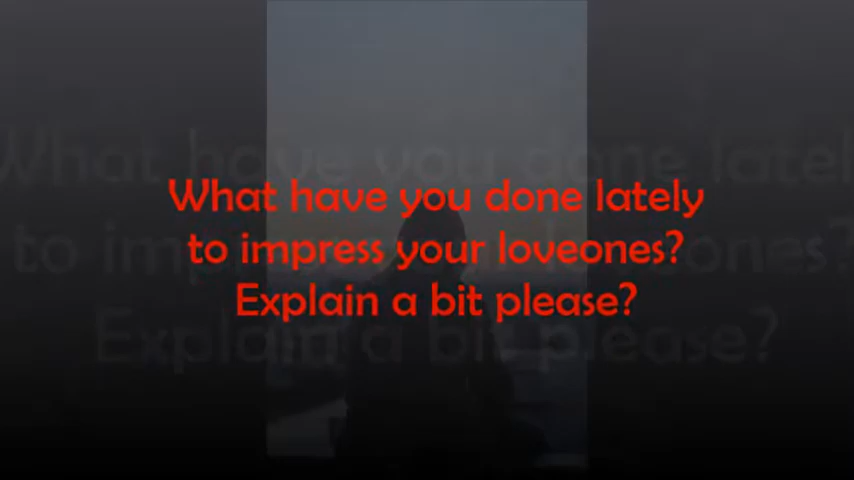 What have you done lately
to impress your loveones?
Explain a bit please?